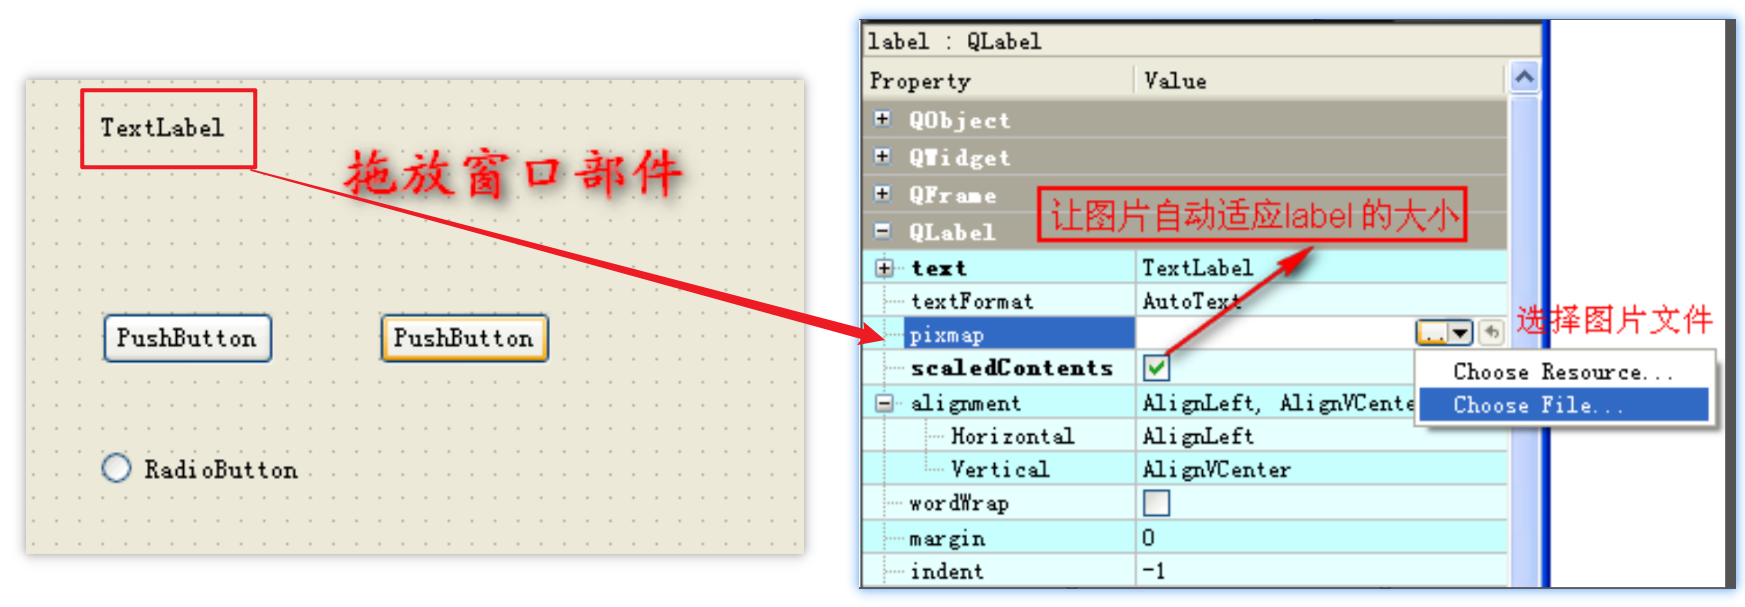 TextLabel
拖放窗口部件
PushButton
PushButton
RadioButton
label : QLabel
Property Value
QObject
QWidget
QFrame
让图片自动适应label的大小
QLabel
text TextLabel
textFormat AutoText
选择图片文件
pixmap ...
scaledContents
Choose Resource...
alignment AlignLeft, AlignVCente
Choose File...
Horizontal AlignLeft
Vertical AlignVCenter
wordWrap
margin 0
indent -1